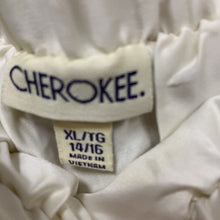 CHEROKEE.
XL/TG
14/16
MADE IN
VIETNAM